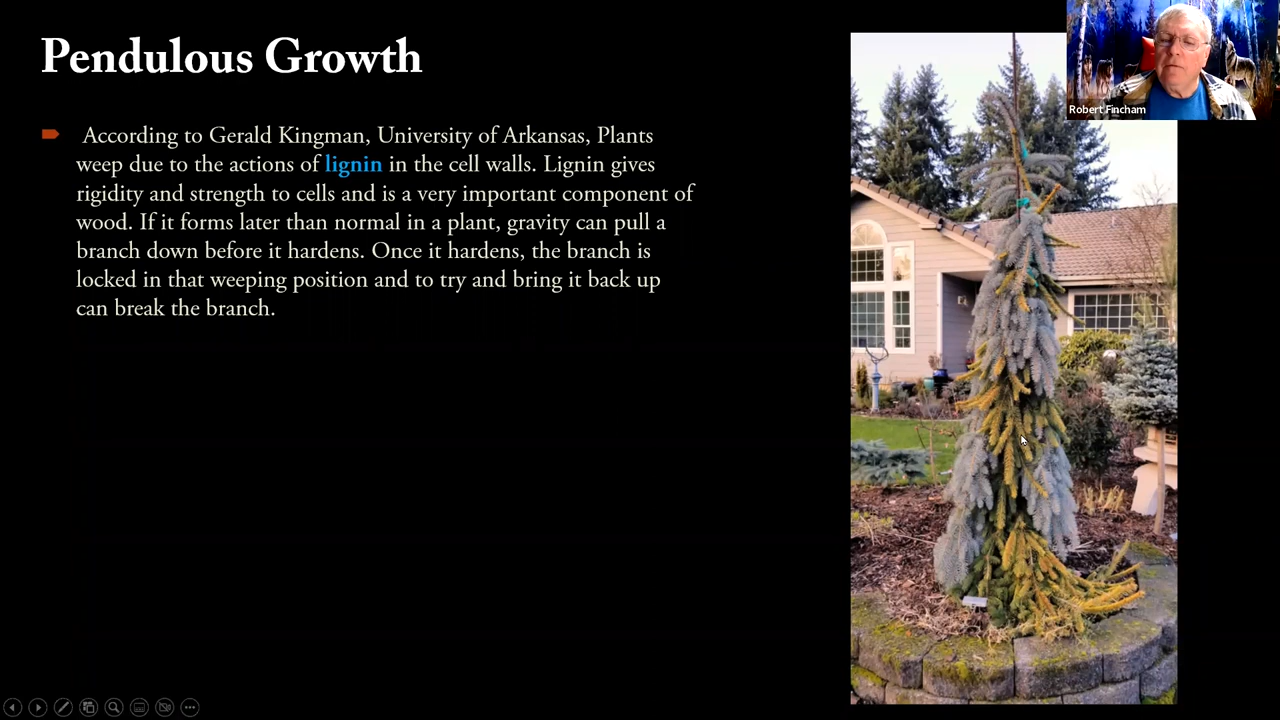 Pendulous Growth
According to Gerald Kingman, University of Arkansas, Plants
weep due to the actions of lignin in the cell walls. Lignin gives
rigidity and strength to cells and is a very important component of
wood. If it forms later than normal in a plant, gravity can pull a
branch down before it hardens. Once it hardens, the branch is
locked in that weeping position and to try and bring it back up
can break the branch.
Robert Fincham